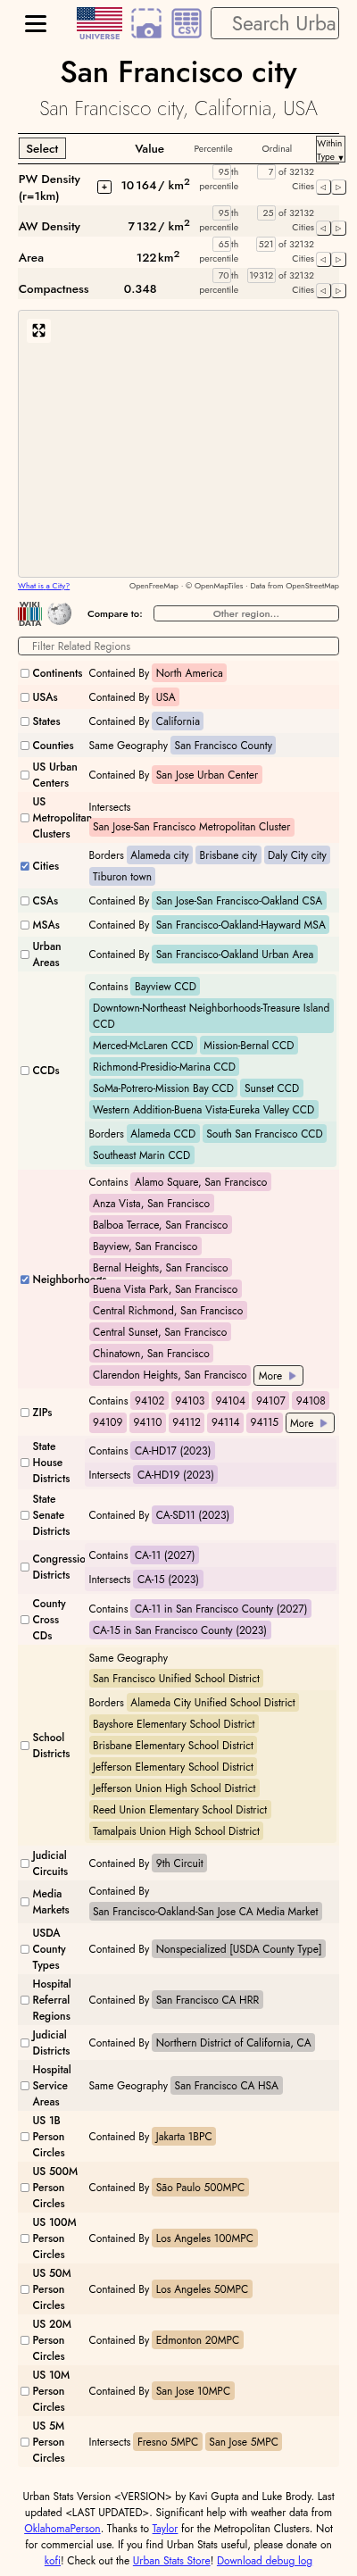 UNIVERSE
CSV
Search Urba
San Francisco city
San Francisco city, California, USA
Select Value Percentile Ordinal Within Type ▼
PW Density (r=1km) + 10 164 / km2 95th percentile 7 of 32132 Cities
AW Density 7 132 / km2 95th percentile 25 of 32132 Cities
Area 122 km2 65th percentile 521 of 32132 Cities
Compactness 0.348 70th percentile 19312 of 32132 Cities
What is a City? OpenFreeMap · © OpenMapTiles · Data from OpenStreetMap
WIKI DATA Compare to: Other region...
Filter Related Regions
Continents Contained By North America
USAs Contained By USA
States Contained By California
Counties Same Geography San Francisco County
US Urban Centers Contained By San Jose Urban Center
US Metropolitan Clusters Intersects
San Jose-San Francisco Metropolitan Cluster
Cities Borders Alameda city Brisbane city Daly City city
Tiburon town
CSAs Contained By San Jose-San Francisco-Oakland CSA
MSAs Contained By San Francisco-Oakland-Hayward MSA
Urban Areas Contained By San Francisco-Oakland Urban Area
CCDs Contains Bayview CCD
Downtown-Northeast Neighborhoods-Treasure Island CCD
Merced-McLaren CCD Mission-Bernal CCD
Richmond-Presidio-Marina CCD
SoMa-Potrero-Mission Bay CCD Sunset CCD
Western Addition-Buena Vista-Eureka Valley CCD
Borders Alameda CCD South San Francisco CCD
Southeast Marin CCD
Neighborhoods Contains Alamo Square, San Francisco
Anza Vista, San Francisco
Balboa Terrace, San Francisco
Bayview, San Francisco
Bernal Heights, San Francisco
Buena Vista Park, San Francisco
Central Richmond, San Francisco
Central Sunset, San Francisco
Chinatown, San Francisco
Clarendon Heights, San Francisco More
ZIPs Contains 94102 94103 94104 94107 94108
94109 94110 94112 94114 94115 More
State House Districts Contains CA-HD17 (2023)
Intersects CA-HD19 (2023)
State Senate Districts Contained By CA-SD11 (2023)
Congressio Districts Contains CA-11 (2027)
Intersects CA-15 (2023)
County Cross CDs Contains CA-11 in San Francisco County (2027)
CA-15 in San Francisco County (2023)
School Districts Same Geography
San Francisco Unified School District
Borders Alameda City Unified School District
Bayshore Elementary School District
Brisbane Elementary School District
Jefferson Elementary School District
Jefferson Union High School District
Reed Union Elementary School District
Tamalpais Union High School District
Judicial Circuits Contained By 9th Circuit
Media Markets Contained By
San Francisco-Oakland-San Jose CA Media Market
USDA County Types Contained By Nonspecialized [USDA County Type]
Hospital Referral Regions Contained By San Francisco CA HRR
Judicial Districts Contained By Northern District of California, CA
Hospital Service Areas Same Geography San Francisco CA HSA
US 1B Person Circles Contained By Jakarta 1BPC
US 500M Person Circles Contained By São Paulo 500MPC
US 100M Person Circles Contained By Los Angeles 100MPC
US 50M Person Circles Contained By Los Angeles 50MPC
US 20M Person Circles Contained By Edmonton 20MPC
US 10M Person Circles Contained By San Jose 10MPC
US 5M Person Circles Intersects Fresno 5MPC San Jose 5MPC
Urban Stats Version <VERSION> by Kavi Gupta and Luke Brody. Last
updated <LAST UPDATED>. Significant help with weather data from
OklahomaPerson. Thanks to Taylor for the Metropolitan Clusters. Not
for commercial use. If you find Urban Stats useful, please donate on
kofi! Check out the Urban Stats Store! Download debug log